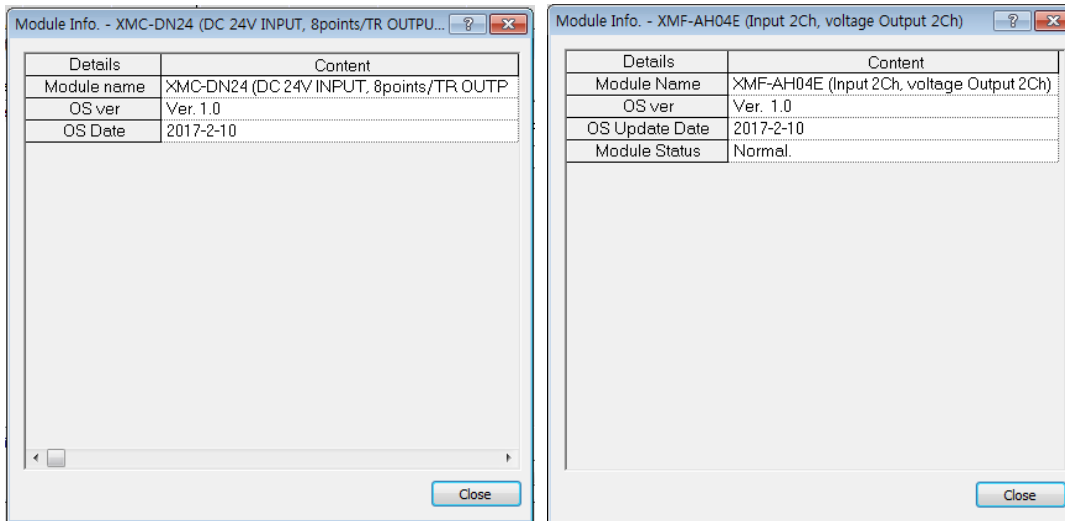 Module Info. - XMC-DN24 (DC 24V INPUT, 8points/TR OUTPU...
Details Content
Module name XMC-DN24 (DC 24V INPUT, 8points/TR OUTP
OS ver Ver. 1.0
OS Date 2017-2-10
Close
Module Info. - XMF-AH04E (Input 2Ch, voltage Output 2Ch)
Details Content
Module Name XMF-AH04E (Input 2Ch, voltage Output 2Ch)
OS ver Ver. 1.0
OS Update Date 2017-2-10
Module Status Normal.
Close